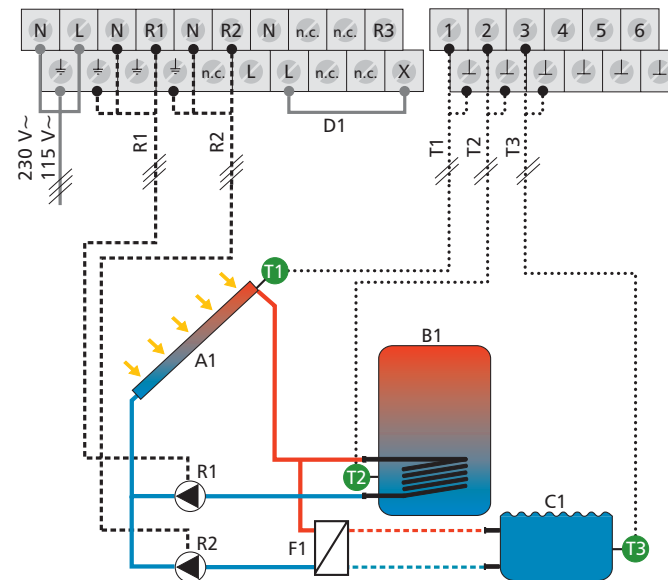 N L N R1 N R2 N n.c. n.c. R3
1 2 3 4 5 6
n.c. L L n.c. n.c. X
D1
230 V~
115 V~
R1
R2
T1
T2
T3
T1
A1
B1
T2
R1
C1
F1
R2
T3